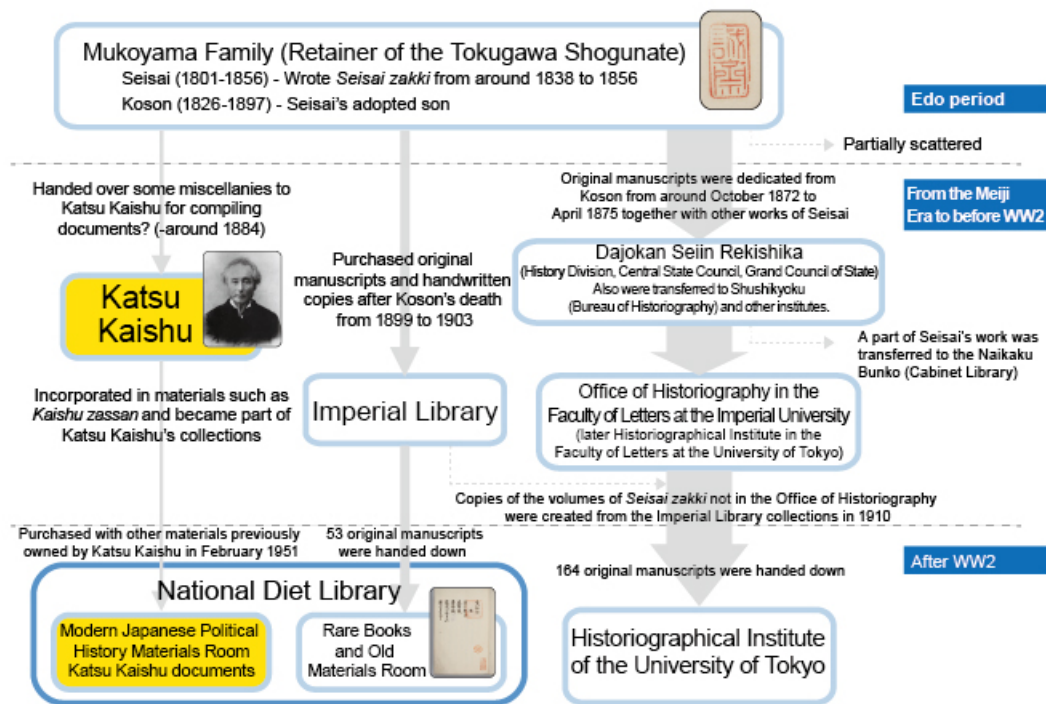 Mukoyama Family (Retainer of the Tokugawa Shogunate)
Seisai (1801-1856) - Wrote Seisai zakki from around 1838 to 1856
Koson (1826-1897) - Seisai's adopted son
Edo period
Partially scattered
Handed over some miscellanies to
Katsu Kaishu for compiling
documents? (-around 1884)
Original manuscripts were dedicated from
Koson from around October 1872 to
April 1875 together with other works of Seisai
From the Meiji
Era to before WW2
Katsu
Kaishu
Purchased original
manuscripts and handwritten
copies after Koson's death
from 1899 to 1903
Dajokan Seiin Rekishika
(History Division, Central State Council, Grand Council of State)
Also were transferred to Shushikyoku
(Bureau of Historiography) and other institutes.
A part of Seisai's work was
transferred to the Naikaku
Bunko (Cabinet Library)
Incorporated in materials such as
Kaishu zassan and became part of
Katsu Kaishu's collections
Imperial Library
Office of Historiography in the
Faculty of Letters at the Imperial University
(later Historiographical Institute in the
Faculty of Letters at the University of Tokyo)
Copies of the volumes of Seisai zakki not in the Office of Historiography
were created from the Imperial Library collections in 1910
Purchased with other materials previously
owned by Katsu Kaishu in February 1951
53 original manuscripts
were handed down
164 original manuscripts were handed down
After WW2
National Diet Library
Modern Japanese Political
History Materials Room
Katsu Kaishu documents
Rare Books
and Old
Materials Room
Historiographical Institute
of the University of Tokyo